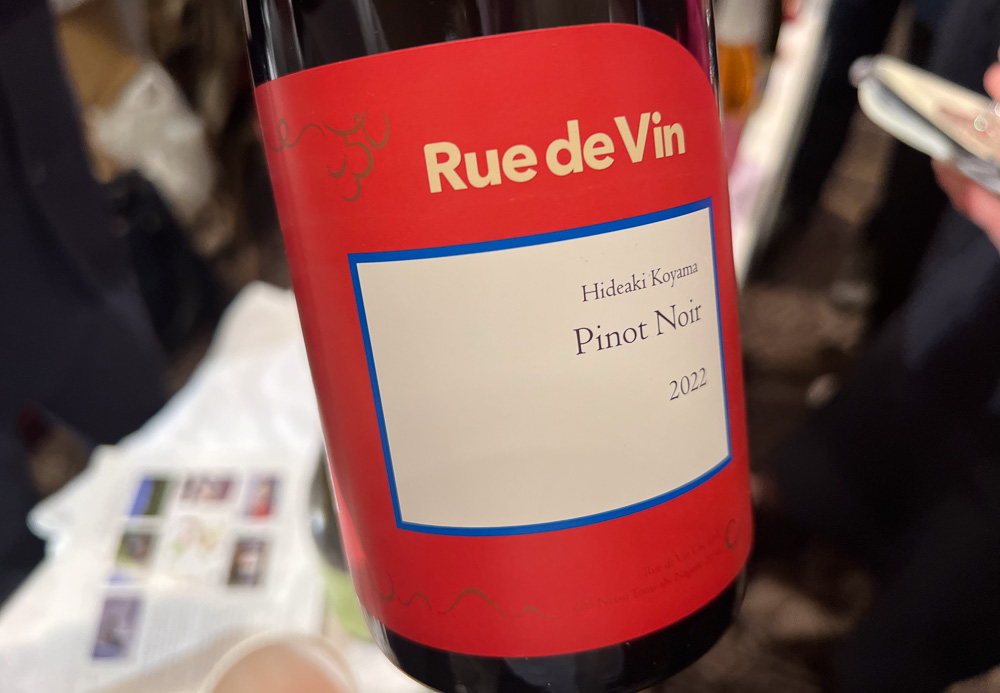 Rue de Vin
Hideaki Koyama
Pinot Noir
2022